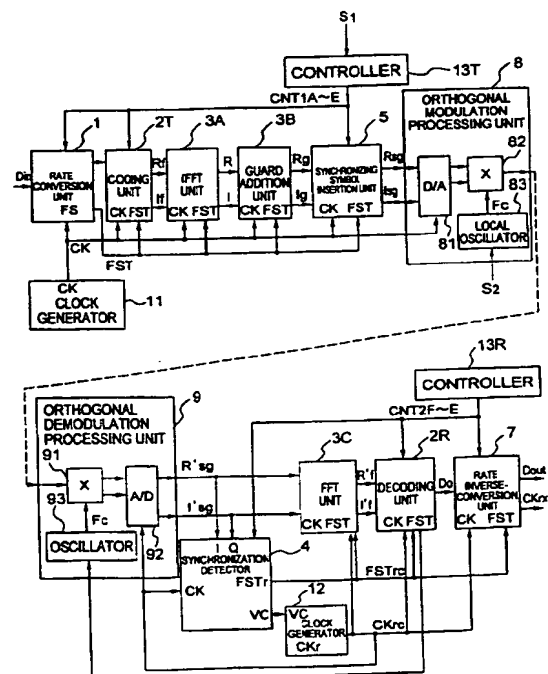 S1
CONTROLLER
13T
8
CNT1A~E
1
2T
3A
3B
5
ORTHOGONAL MODULATION PROCESSING UNIT
82
Din
RATE CONVERSION UNIT
FS
CODING UNIT
CK FST
Rf
If
IFFT UNIT
CK FST
R
I
GUARD ADDITION UNIT
CK FST
Rg
Ig
SYNCHRONIZING SYMBOL INSERTION UNIT
CK FST
Rsg
Isg
D/A
X
83
Fc
LOCAL OSCILLATOR
81
CK
FST
S2
CK
CLOCK GENERATOR
11
13R
CONTROLLER
9
ORTHOGONAL DEMODULATION PROCESSING UNIT
CNT2F~E
91
X
A/D
R'sg
I'sg
3C
FFT UNIT
CK FST
R'f
I'f
2R
DECODING UNIT
Do
7
RATE INVERSE-CONVERSION UNIT
CK FST
Dout
CKrx
93
Fc
OSCILLATOR
92
I Q
SYNCHRONIZATION DETECTOR
4
FSTr
CK
VC
FSTrc
12
VC
CLOCK GENERATOR
CKr
CKrc